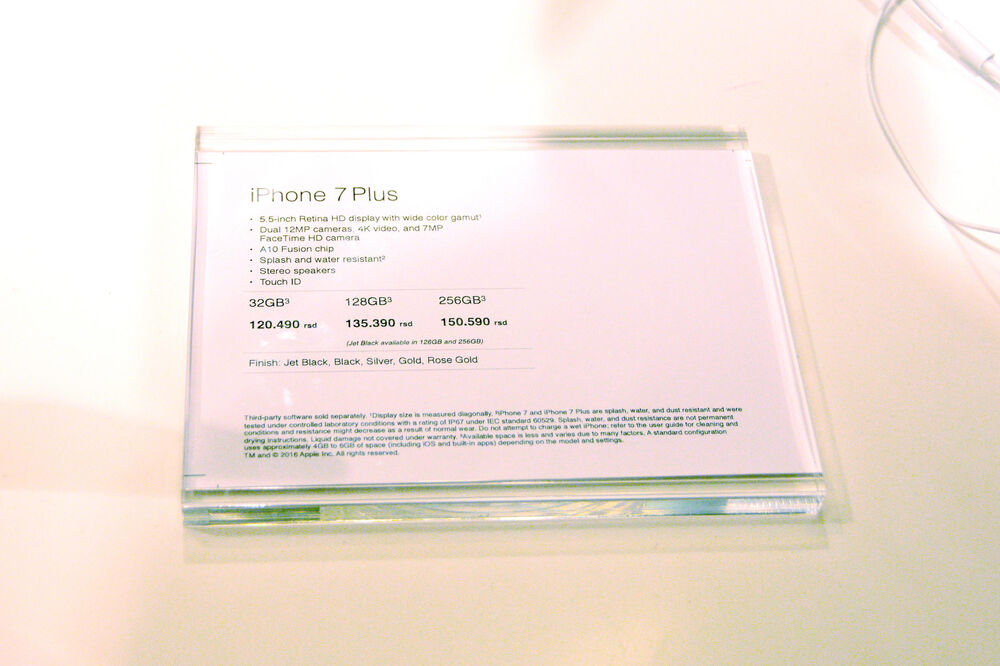 iPhone 7 Plus
• 5.5-inch Retina HD display with wide color gamut¹
• Dual 12MP cameras, 4K video, and 7MP
FaceTime HD camera
• A10 Fusion chip
• Splash and water resistant²
• Stereo speakers
• Touch ID
32GB³ 128GB³ 256GB³
120.490 rsd 135.390 rsd 150.590 rsd
(Jet Black available in 128GB and 256GB)
Finish: Jet Black, Black, Silver, Gold, Rose Gold
Third-party software sold separately. ¹Display size is measured diagonally. ²iPhone 7 and iPhone 7 Plus are splash, water, and dust resistant and were
tested under controlled laboratory conditions with a rating of IP67 under IEC standard 60529. Splash, water, and dust resistance are not permanent
conditions and resistance might decrease as a result of normal wear. Do not attempt to charge a wet iPhone; refer to the user guide for cleaning and
drying instructions. Liquid damage not covered under warranty. ³Available space is less and varies due to many factors. A standard configuration
uses approximately 4GB to 6GB of space (including iOS and built-in apps) depending on the model and settings.
TM and © 2016 Apple Inc. All rights reserved.